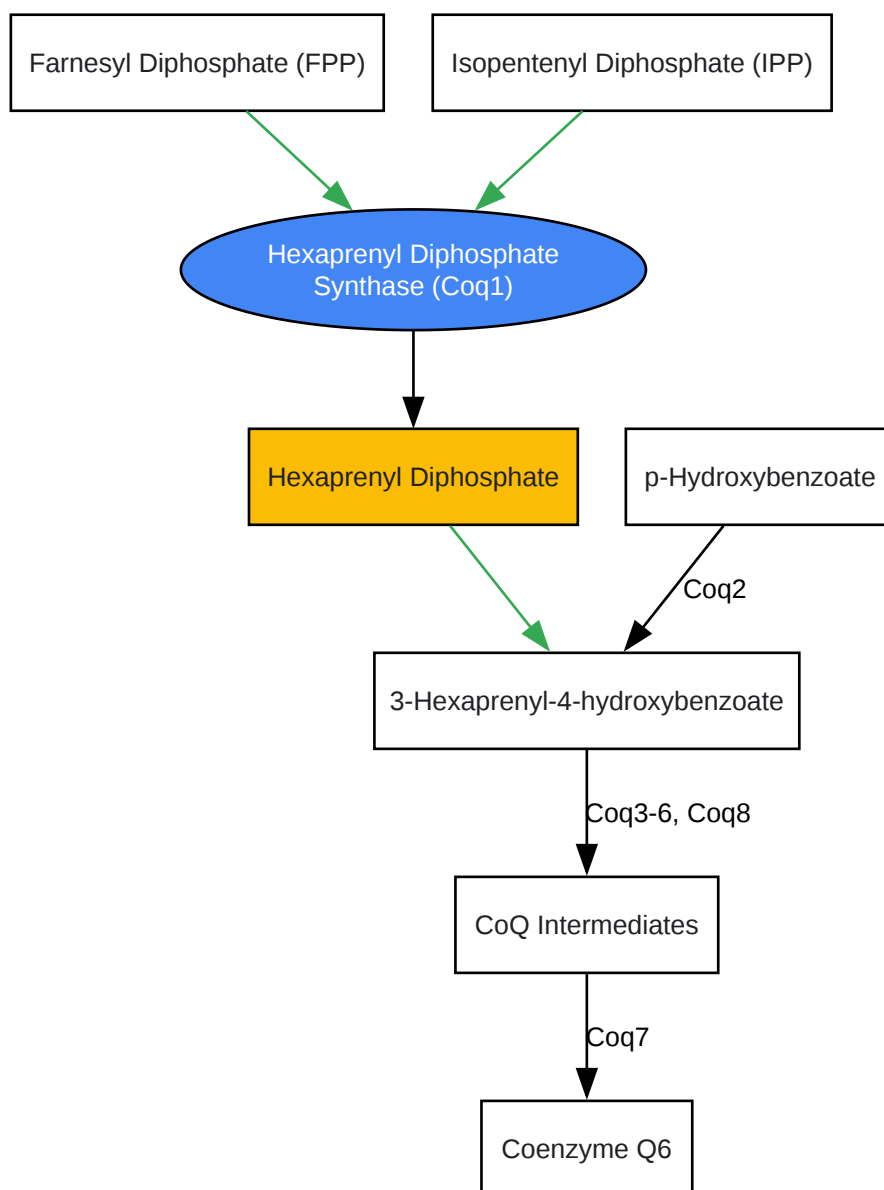 Farnesyl Diphosphate (FPP)
Isopentenyl Diphosphate (IPP)
Hexaprenyl Diphosphate
Synthase (Coq1)
Hexaprenyl Diphosphate
p-Hydroxybenzoate
Coq2
3-Hexaprenyl-4-hydroxybenzoate
Coq3-6, Coq8
CoQ Intermediates
Coq7
Coenzyme Q6